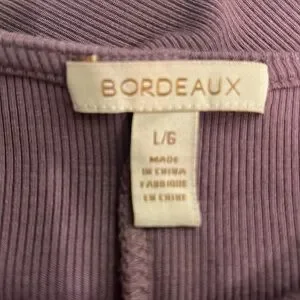 BORDEAUX
L/G
MADE
IN CHINA
FABRIQUÉ
EN CHINE